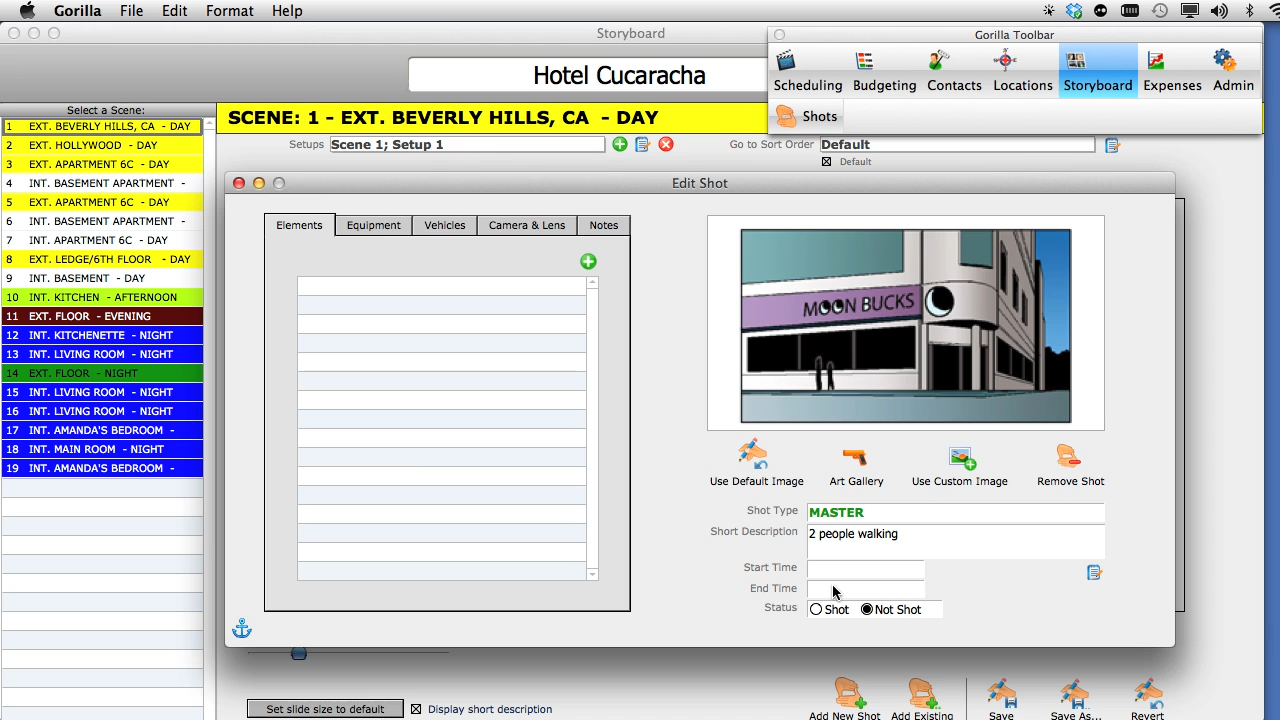 Gorilla File Edit Format Help
Storyboard
Hotel Cucaracha
Gorilla Toolbar
Scheduling Budgeting Contacts Locations Storyboard Expenses Admin
Shots
Select a Scene:
1 EXT. BEVERLY HILLS, CA - DAY
2 EXT. HOLLYWOOD - DAY
3 EXT. APARTMENT 6C - DAY
4 INT. BASEMENT APARTMENT -
5 EXT. APARTMENT 6C - DAY
6 INT. BASEMENT APARTMENT -
7 INT. APARTMENT 6C - DAY
8 EXT. LEDGE/6TH FLOOR - DAY
9 INT. BASEMENT - DAY
10 INT. KITCHEN - AFTERNOON
11 EXT. FLOOR - EVENING
12 INT. KITCHENETTE - NIGHT
13 INT. LIVING ROOM - NIGHT
14 EXT. FLOOR - NIGHT
15 INT. LIVING ROOM - NIGHT
16 INT. LIVING ROOM - NIGHT
17 INT. AMANDA'S BEDROOM -
18 INT. MAIN ROOM - NIGHT
19 INT. AMANDA'S BEDROOM -
SCENE: 1 - EXT. BEVERLY HILLS, CA - DAY
Setups Scene 1; Setup 1
Go to Sort Order Default
Default
Edit Shot
Elements Equipment Vehicles Camera & Lens Notes
MOON BUCKS
Use Default Image Art Gallery Use Custom Image Remove Shot
Shot Type MASTER
Short Description 2 people walking
Start Time
End Time
Status Shot Not Shot
Set slide size to default Display short description
Add New Shot Add Existing Save Save As... Revert